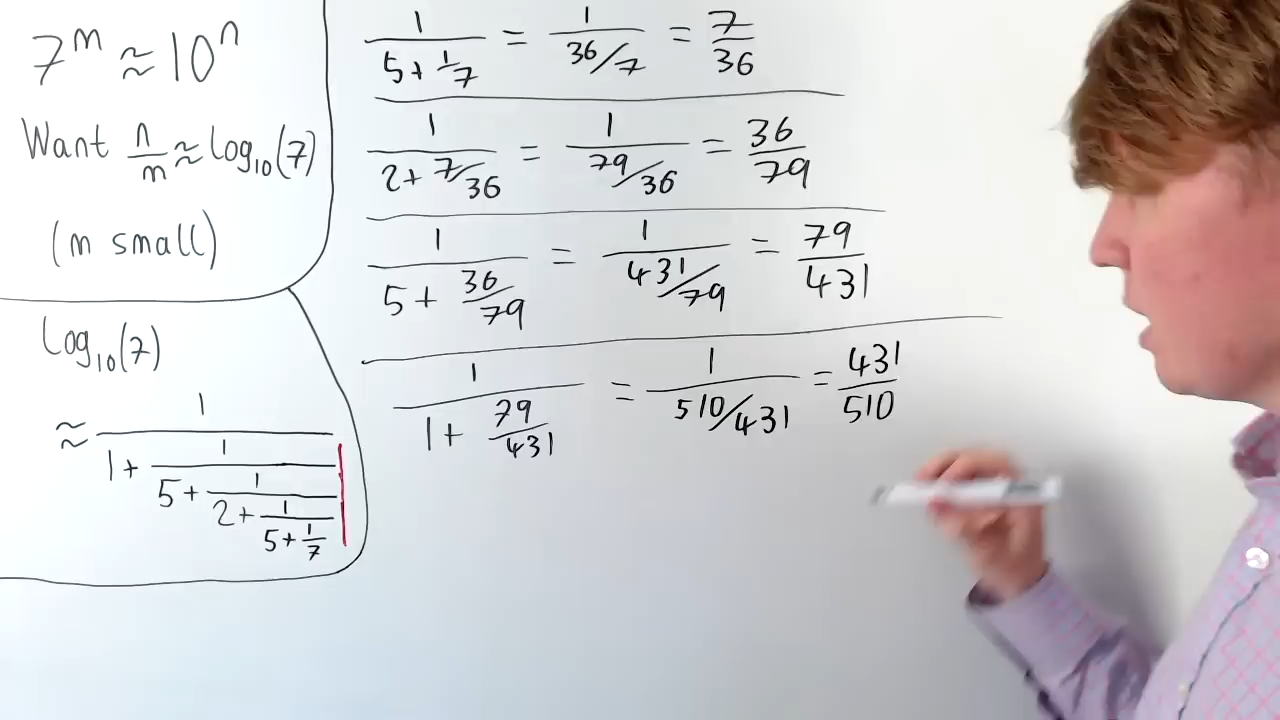 7^m ≈ 10^n
Want n/m ≈ log₁₀(7)
(m small)
log₁₀(7)
≈ 1/(1 + 1/(5 + 1/(2 + 1/(5 + 1/7))))
1/(5 + 1/7) = 1/(36/7) = 7/36
1/(2 + 7/36) = 1/(79/36) = 36/79
1/(5 + 36/79) = 1/(431/79) = 79/431
1/(1 + 79/431) = 1/(510/431) = 431/510